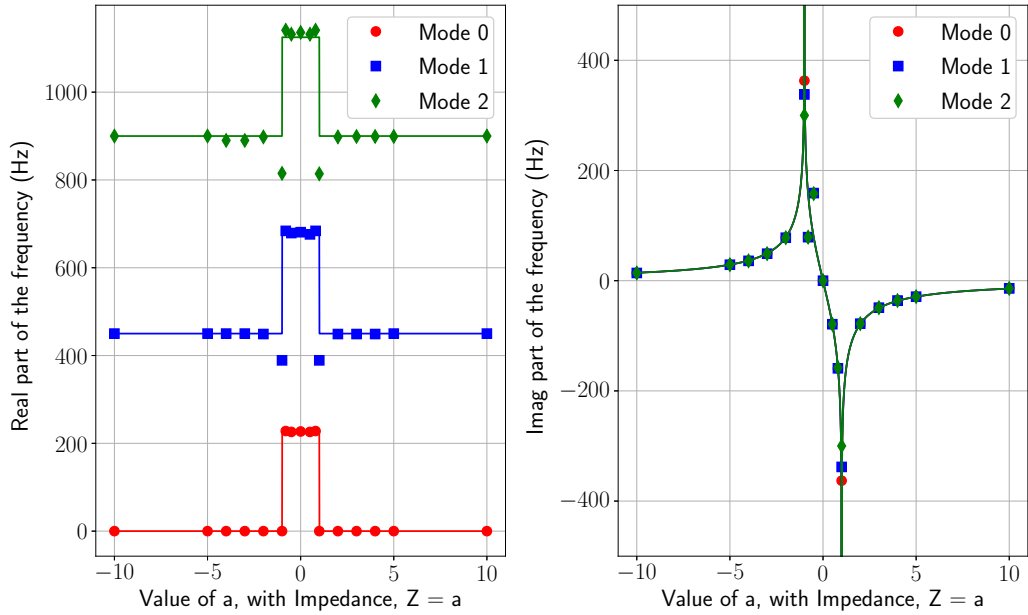 Real part of the frequency (Hz)
1000
800
600
400
200
0
−10
−5
0
5
10
Value of a, with Impedance, Z = a
Mode 0
Mode 1
Mode 2
Imag part of the frequency (Hz)
400
200
0
−200
−400
−10
−5
0
5
10
Value of a, with Impedance, Z = a
Mode 0
Mode 1
Mode 2